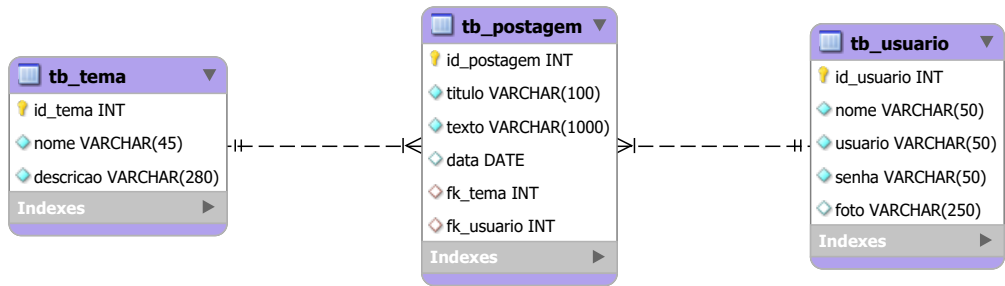 tb_tema
id_tema INT
nome VARCHAR(45)
descricao VARCHAR(280)
Indexes
tb_postagem
id_postagem INT
titulo VARCHAR(100)
texto VARCHAR(1000)
data DATE
fk_tema INT
fk_usuario INT
Indexes
tb_usuario
id_usuario INT
nome VARCHAR(50)
usuario VARCHAR(50)
senha VARCHAR(50)
foto VARCHAR(250)
Indexes